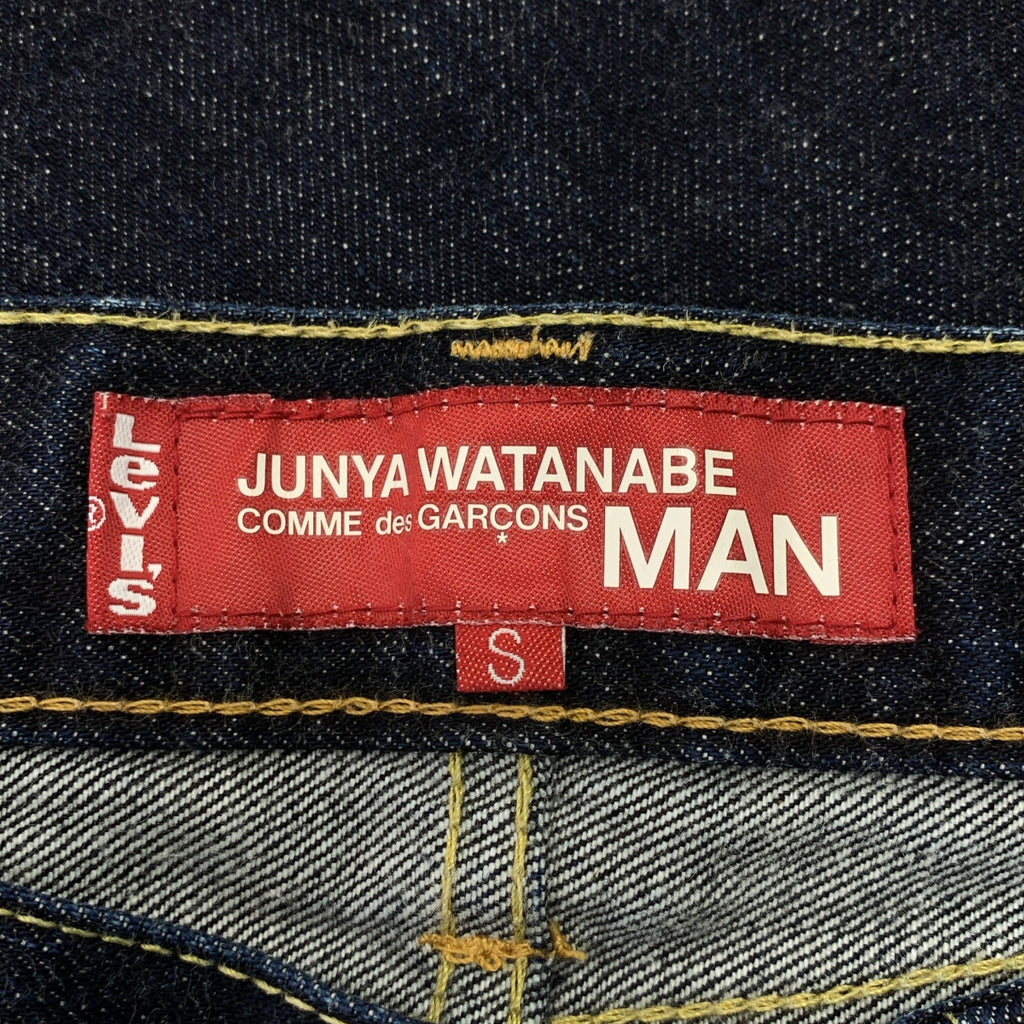 Levi's
®
JUNYA WATANABE
COMME des GARÇONS
*
MAN
S